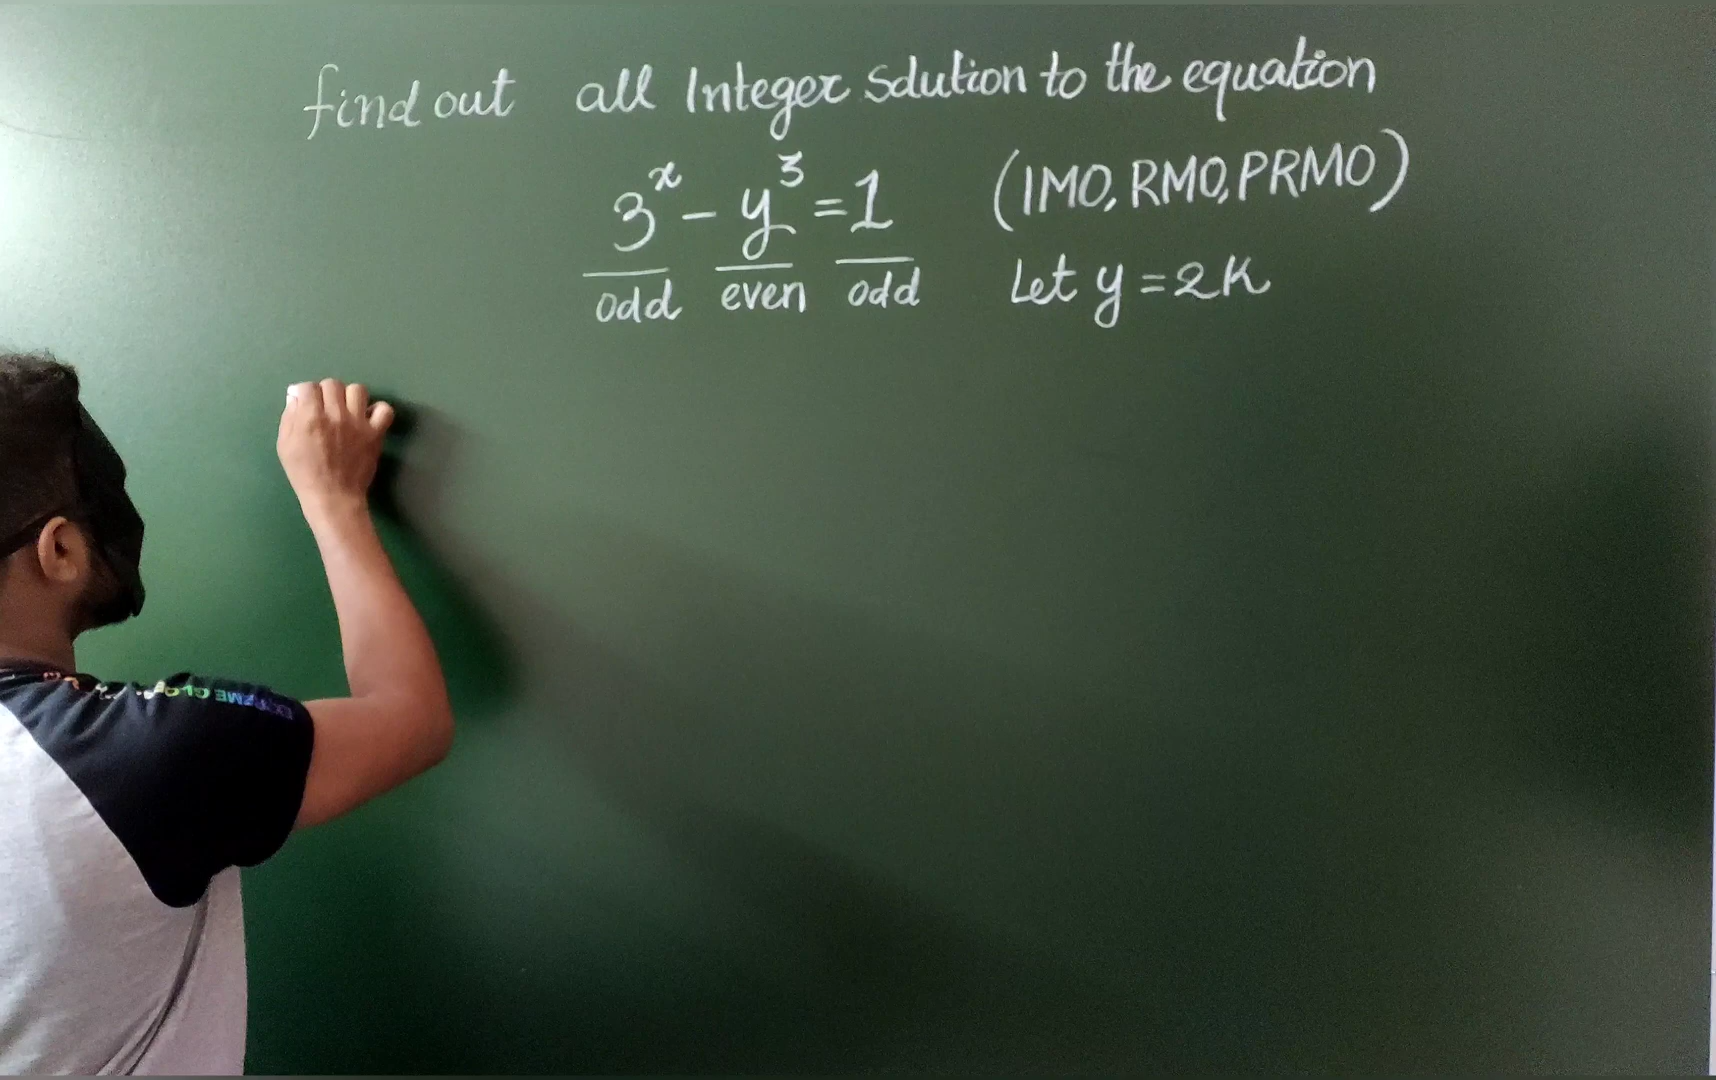 find out all Integer Solution to the equation
3^x - y^3 = 1 (IMO, RMO, PRMO)
odd even odd Let y = 2K